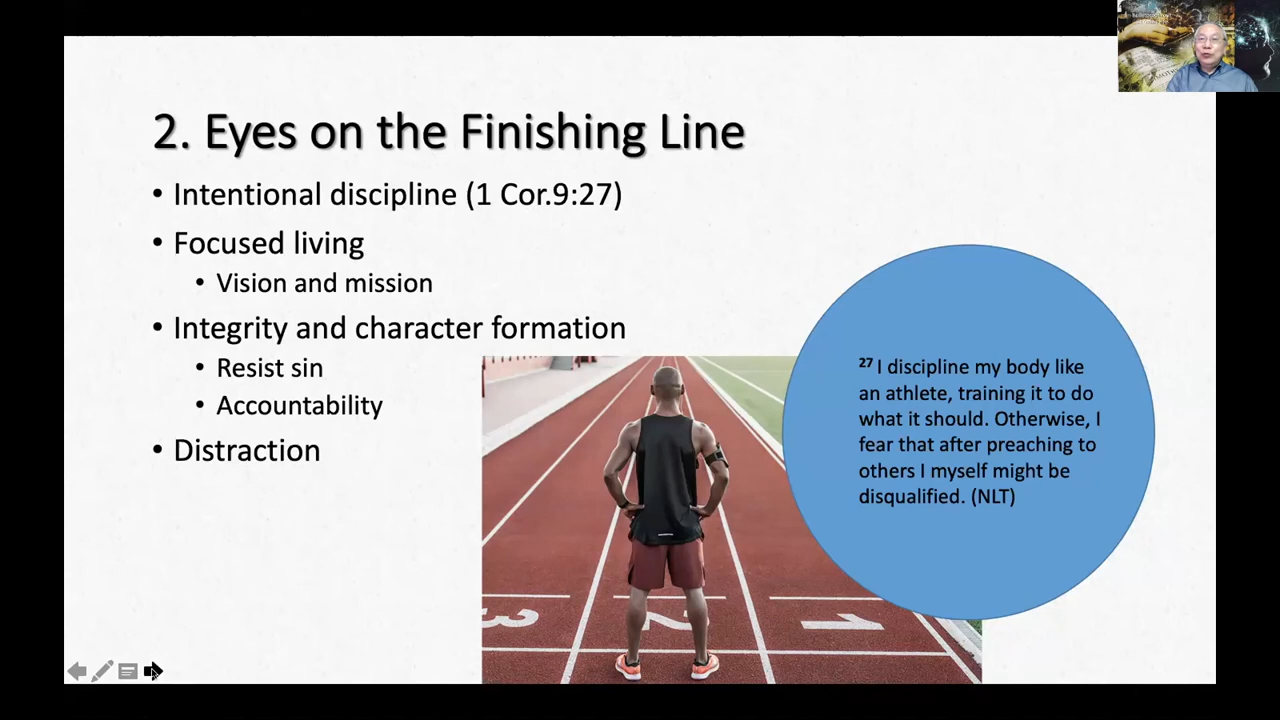 2. Eyes on the Finishing Line
• Intentional discipline (1 Cor.9:27)
• Focused living
• Vision and mission
• Integrity and character formation
• Resist sin
• Accountability
• Distraction
27 I discipline my body like
an athlete, training it to do
what it should. Otherwise, I
fear that after preaching to
others I myself might be
disqualified. (NLT)
3 2 1